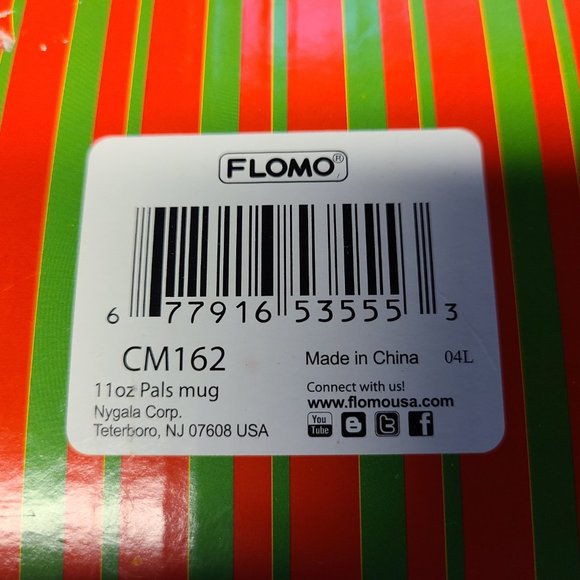 FLOMO®
6 77916 53555 3
CM162 Made in China 04L
11oz Pals mug Connect with us!
Nygala Corp. www.flomousa.com
Teterboro, NJ 07608 USA You Tube